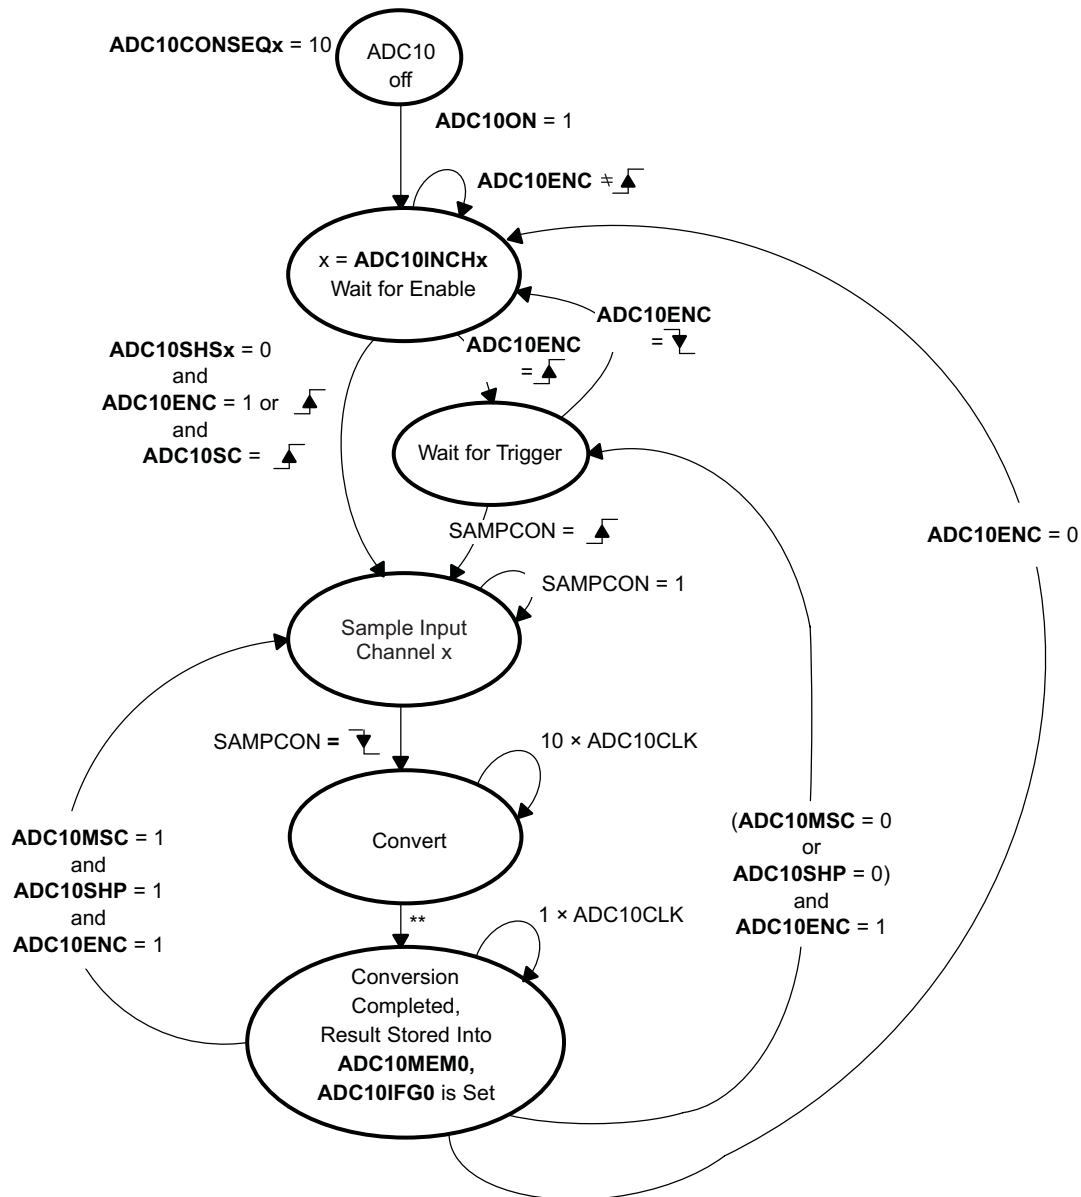 ADC10CONSEQx = 10
ADC10
off
ADC10ON = 1
ADC10ENC ≠
x = ADC10INCHx
Wait for Enable
ADC10ENC
=
ADC10ENC
=
ADC10SHSx = 0
and
ADC10ENC = 1 or
and
ADC10SC =
Wait for Trigger
SAMPCON =
ADC10ENC = 0
SAMPCON = 1
Sample Input
Channel x
SAMPCON =
10 × ADC10CLK
Convert
ADC10MSC = 1
and
ADC10SHP = 1
and
ADC10ENC = 1
(ADC10MSC = 0
or
ADC10SHP = 0)
and
ADC10ENC = 1
**
1 × ADC10CLK
Conversion
Completed,
Result Stored Into
ADC10MEM0,
ADC10IFG0 is Set